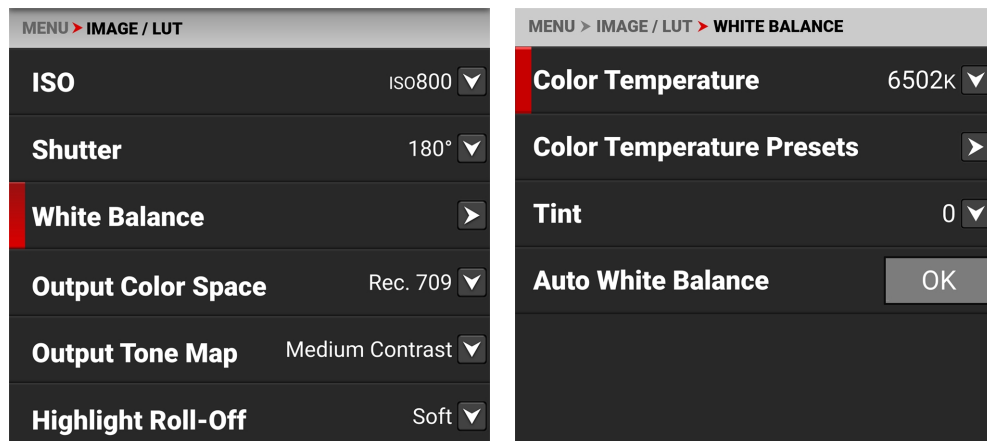 MENU > IMAGE / LUT
ISO ISO800
Shutter 180°
White Balance
Output Color Space Rec. 709
Output Tone Map Medium Contrast
Highlight Roll-Off Soft
MENU > IMAGE / LUT > WHITE BALANCE
Color Temperature 6502K
Color Temperature Presets
Tint 0
Auto White Balance OK